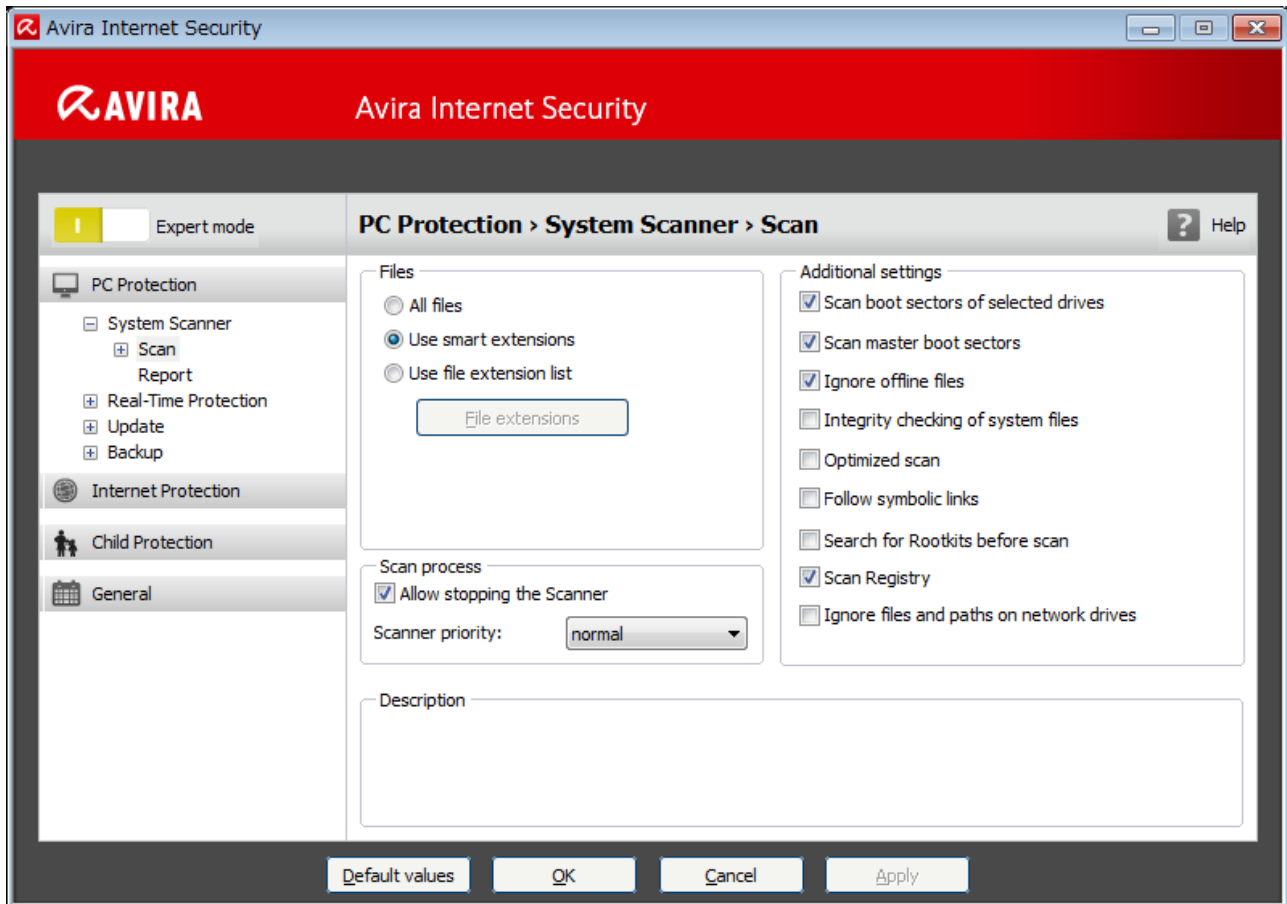 Avira Internet Security
AVIRA
Avira Internet Security
Expert mode
PC Protection › System Scanner › Scan
? Help
PC Protection
System Scanner
Scan
Report
Real-Time Protection
Update
Backup
Internet Protection
Child Protection
General
Files
All files
Use smart extensions
Use file extension list
File extensions
Scan process
Allow stopping the Scanner
Scanner priority: normal
Additional settings
Scan boot sectors of selected drives
Scan master boot sectors
Ignore offline files
Integrity checking of system files
Optimized scan
Follow symbolic links
Search for Rootkits before scan
Scan Registry
Ignore files and paths on network drives
Description
Default values
OK
Cancel
Apply